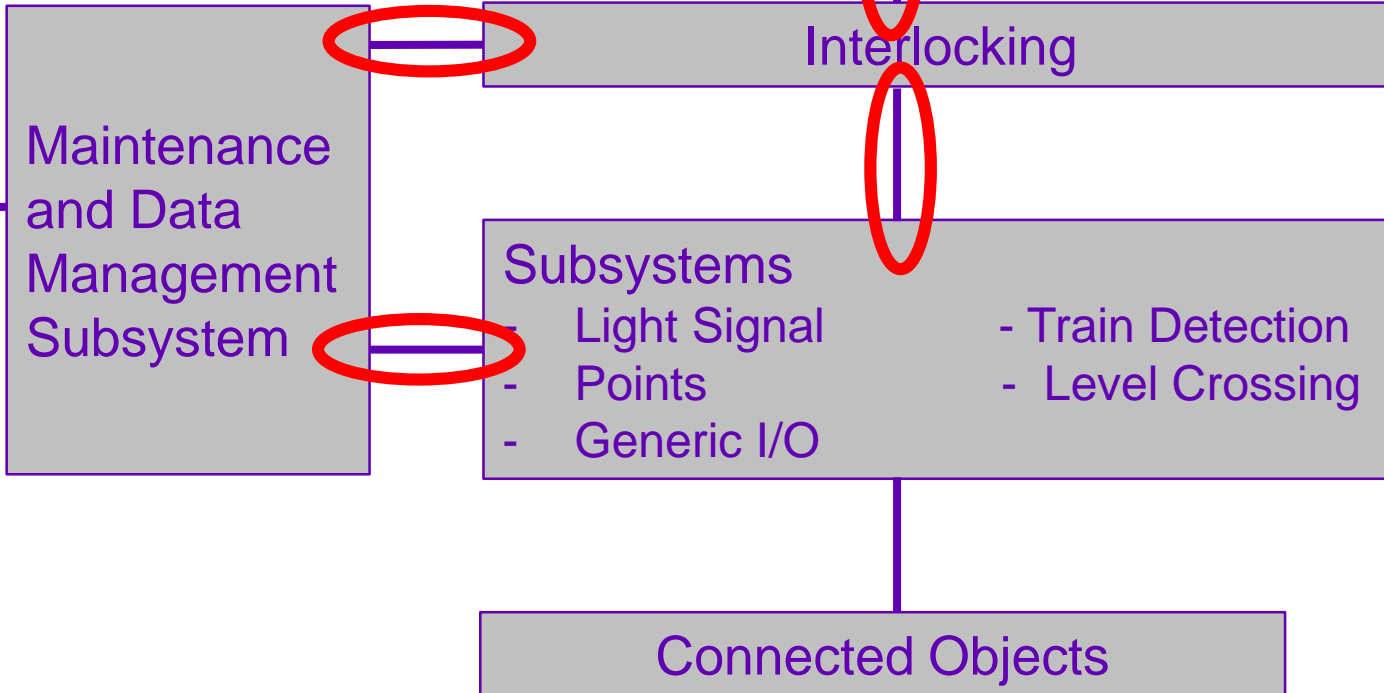 Interlocking
Maintenance
and Data
Management
Subsystem
Subsystems
- Light Signal - Train Detection
- Points - Level Crossing
- Generic I/O
Connected Objects